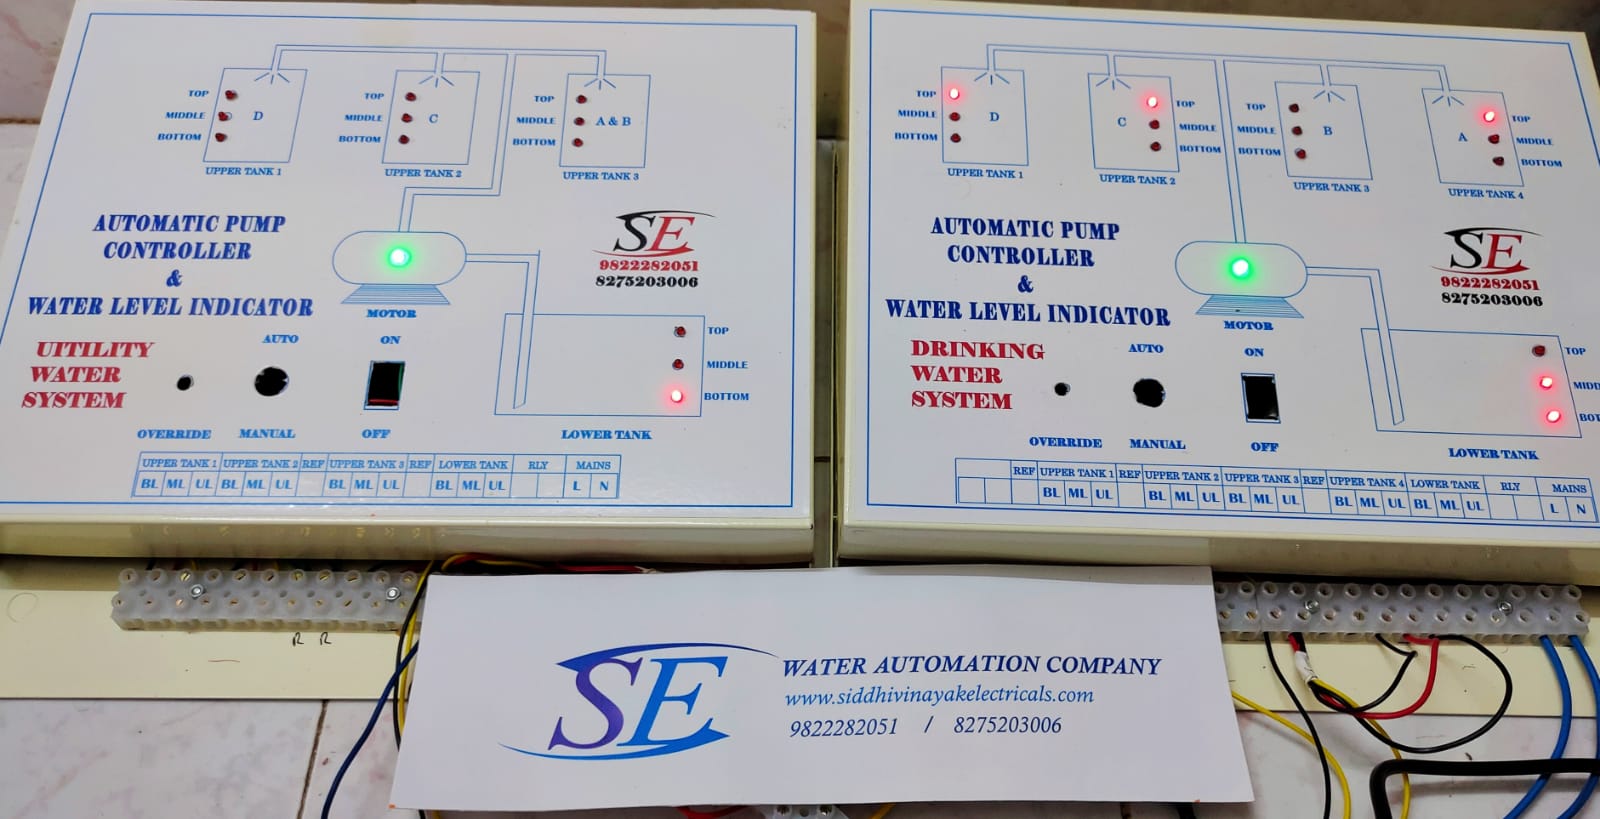 TOP
MIDDLE
BOTTOM
D
UPPER TANK 1
TOP
MIDDLE
BOTTOM
C
UPPER TANK 2
TOP
MIDDLE
BOTTOM
A & B
UPPER TANK 3
AUTOMATIC PUMP
CONTROLLER
&
WATER LEVEL INDICATOR
MOTOR
SE
9822282051
8275203006
UITILITY
WATER
SYSTEM
AUTO
ON
OVERRIDE
MANUAL
OFF
TOP
MIDDLE
BOTTOM
LOWER TANK
UPPER TANK 1 UPPER TANK 2 REF UPPER TANK 3 REF LOWER TANK RLY MAINS
BL ML UL BL ML UL BL ML UL BL ML UL L N
TOP
MIDDLE
BOTTOM
D
UPPER TANK 1
TOP
MIDDLE
BOTTOM
C
UPPER TANK 2
TOP
MIDDLE
BOTTOM
B
UPPER TANK 3
TOP
MIDDLE
BOTTOM
A
UPPER TANK 4
AUTOMATIC PUMP
CONTROLLER
&
WATER LEVEL INDICATOR
MOTOR
SE
9822282051
8275203006
DRINKING
WATER
SYSTEM
AUTO
ON
OVERRIDE
MANUAL
OFF
TOP
MIDD
BOT
LOWER TANK
REF UPPER TANK 1 REF UPPER TANK 2 UPPER TANK 3 REF UPPER TANK 4 LOWER TANK RLY MAINS
BL ML UL BL ML UL BL ML UL BL ML UL BL ML UL L N
R R
SE
WATER AUTOMATION COMPANY
www.siddhivinayakelectricals.com
9822282051 / 8275203006